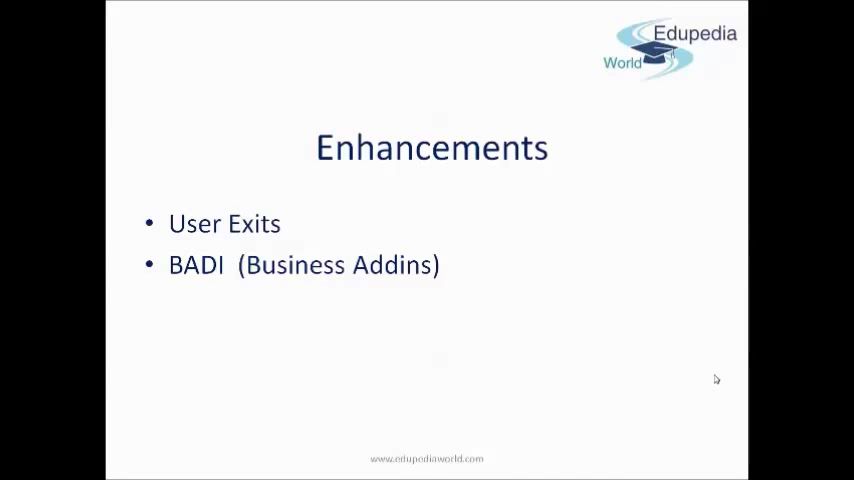 Edupedia
World
Enhancements
• User Exits
• BADI (Business Addins)
www.edupediaworld.com